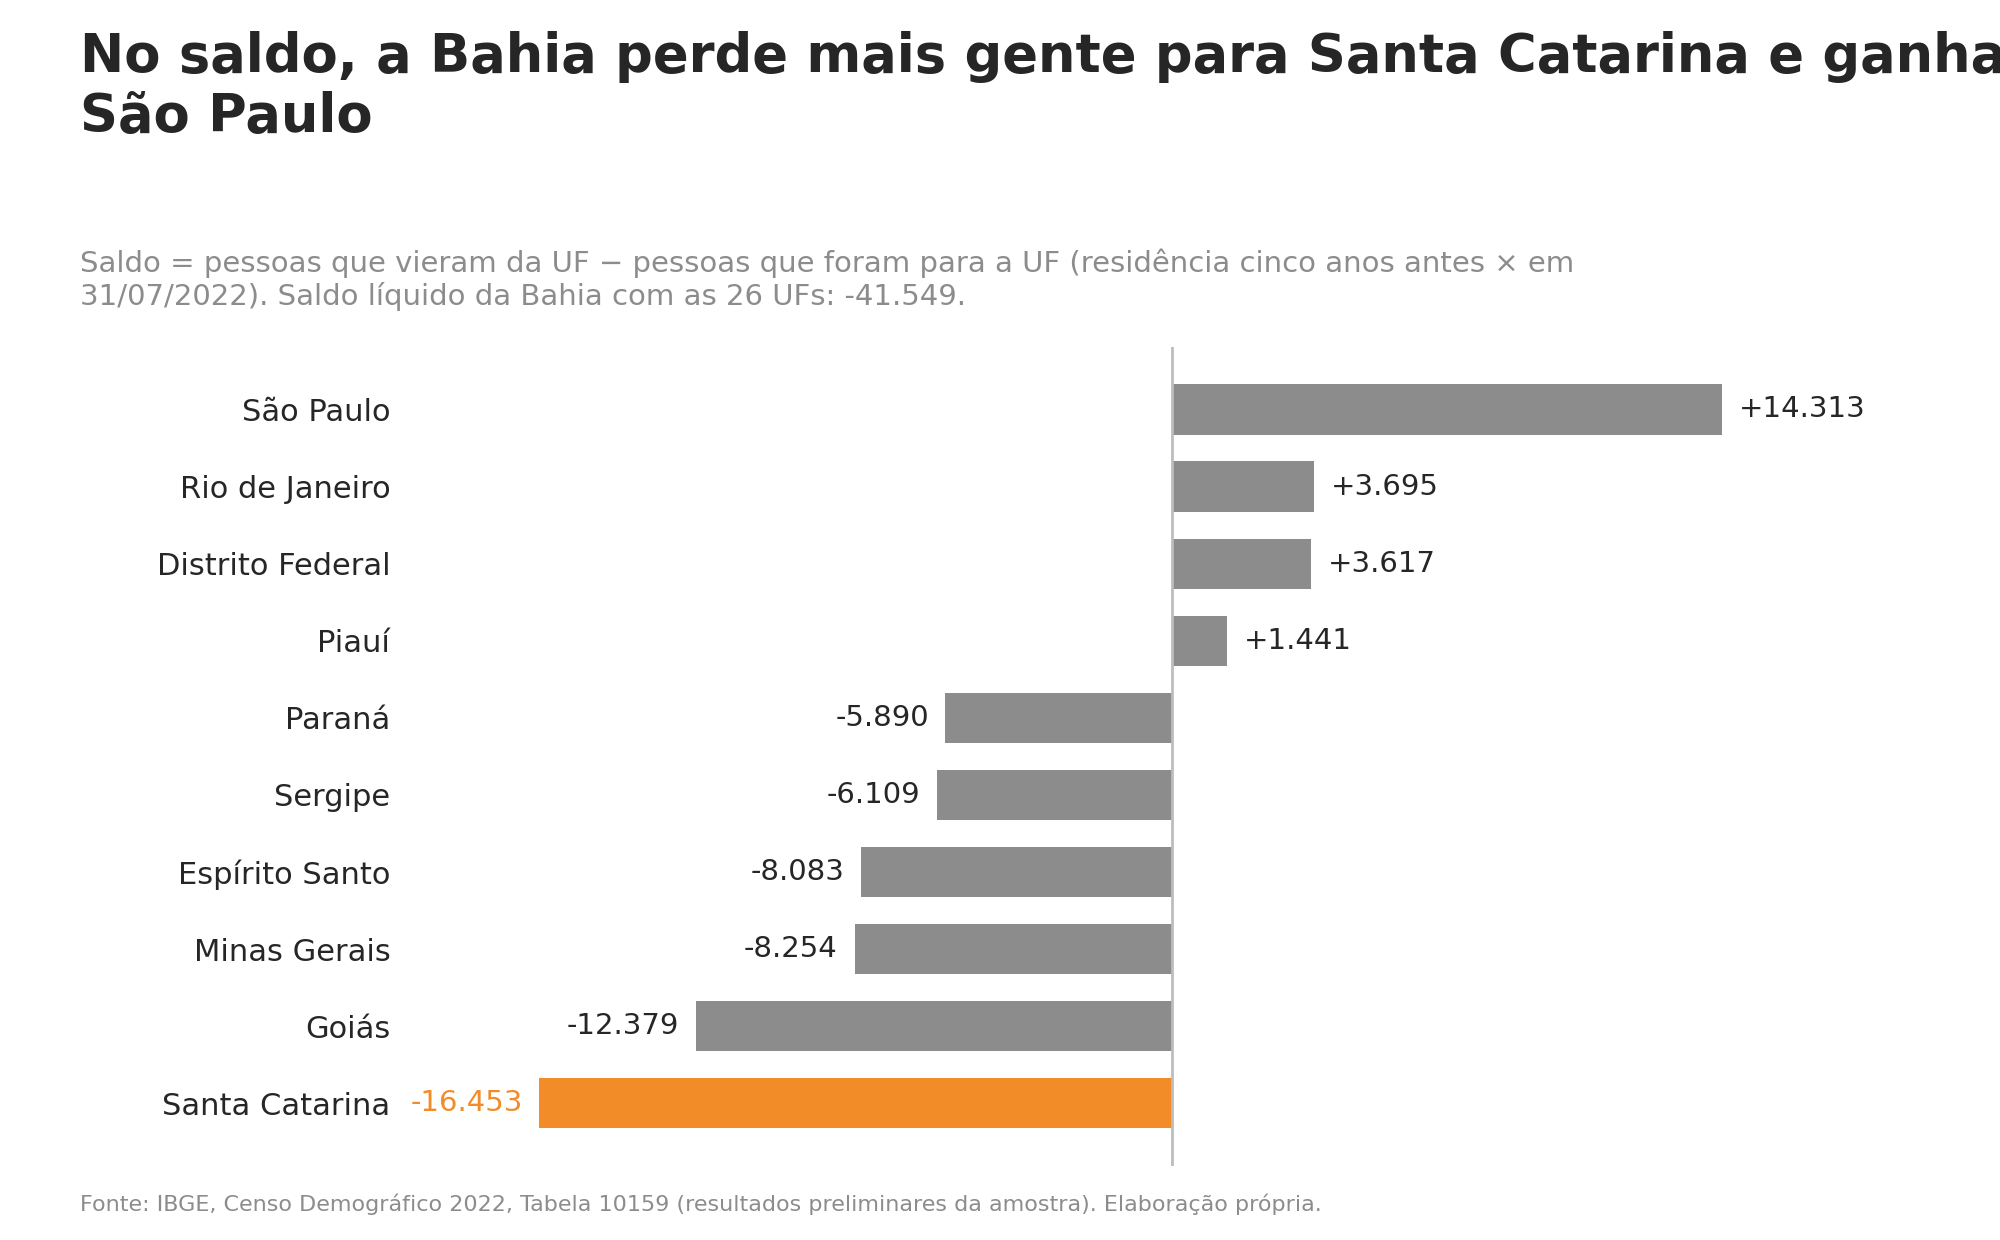 No saldo, a Bahia perde mais gente para Santa Catarina e ganha
São Paulo
Saldo = pessoas que vieram da UF − pessoas que foram para a UF (residência cinco anos antes × em
31/07/2022). Saldo líquido da Bahia com as 26 UFs: -41.549.
São Paulo +14.313
Rio de Janeiro +3.695
Distrito Federal +3.617
Piauí +1.441
Paraná -5.890
Sergipe -6.109
Espírito Santo -8.083
Minas Gerais -8.254
Goiás -12.379
Santa Catarina -16.453
Fonte: IBGE, Censo Demográfico 2022, Tabela 10159 (resultados preliminares da amostra). Elaboração própria.